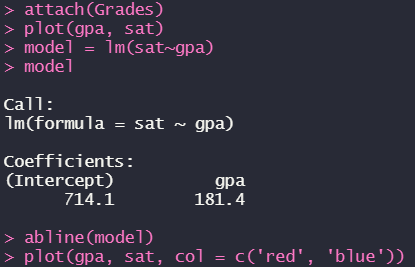 > attach(Grades)
> plot(gpa, sat)
> model = lm(sat~gpa)
> model
Call:
lm(formula = sat ~ gpa)
Coefficients:
(Intercept)          gpa
      714.1        181.4
> abline(model)
> plot(gpa, sat, col = c('red', 'blue'))